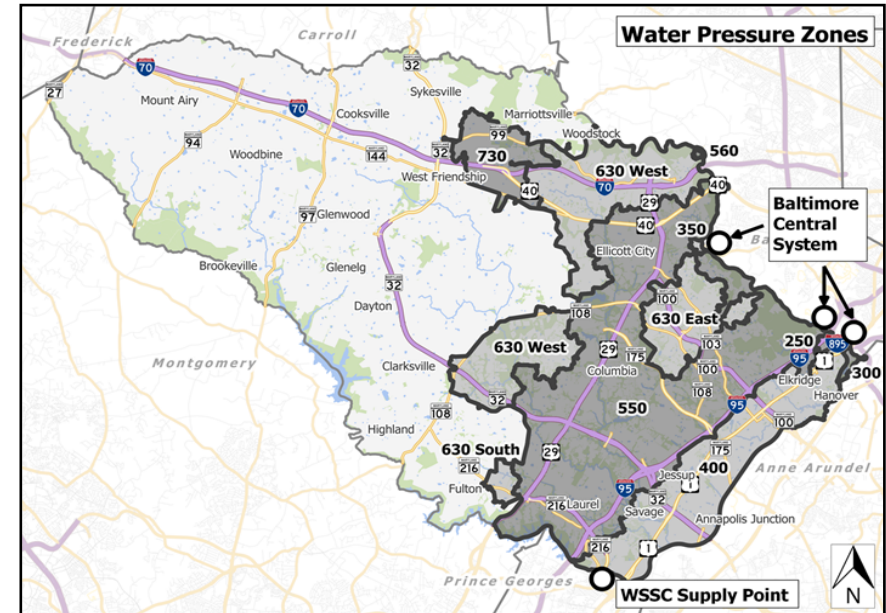 Water Pressure Zones
Frederick
Carroll
70
32
27
Mount Airy
Sykesville
70
Cooksville
Marriottsville
99
Woodstock
94
Woodbine
144
32
730
560
West Friendship
630 West
70
40
40
29
97
Glenwood
40
350
Baltimore
Central
System
Ellicott City
Ba
Brookeville
Glenelg
32
Dayton
100
108
630 East
630 West
29
103
250
895
175
95
1
Montgomery
Columbia
100
300
Clarksville
Elkridge
Hanover
32
108
550
95
108
100
Highland
630 South
29
175
400
216
Jessup
Anne Arundel
Fulton
95
1
32
216
Laurel
Savage
Annapolis Junction
216
1
Prince Georges
WSSC Supply Point
N